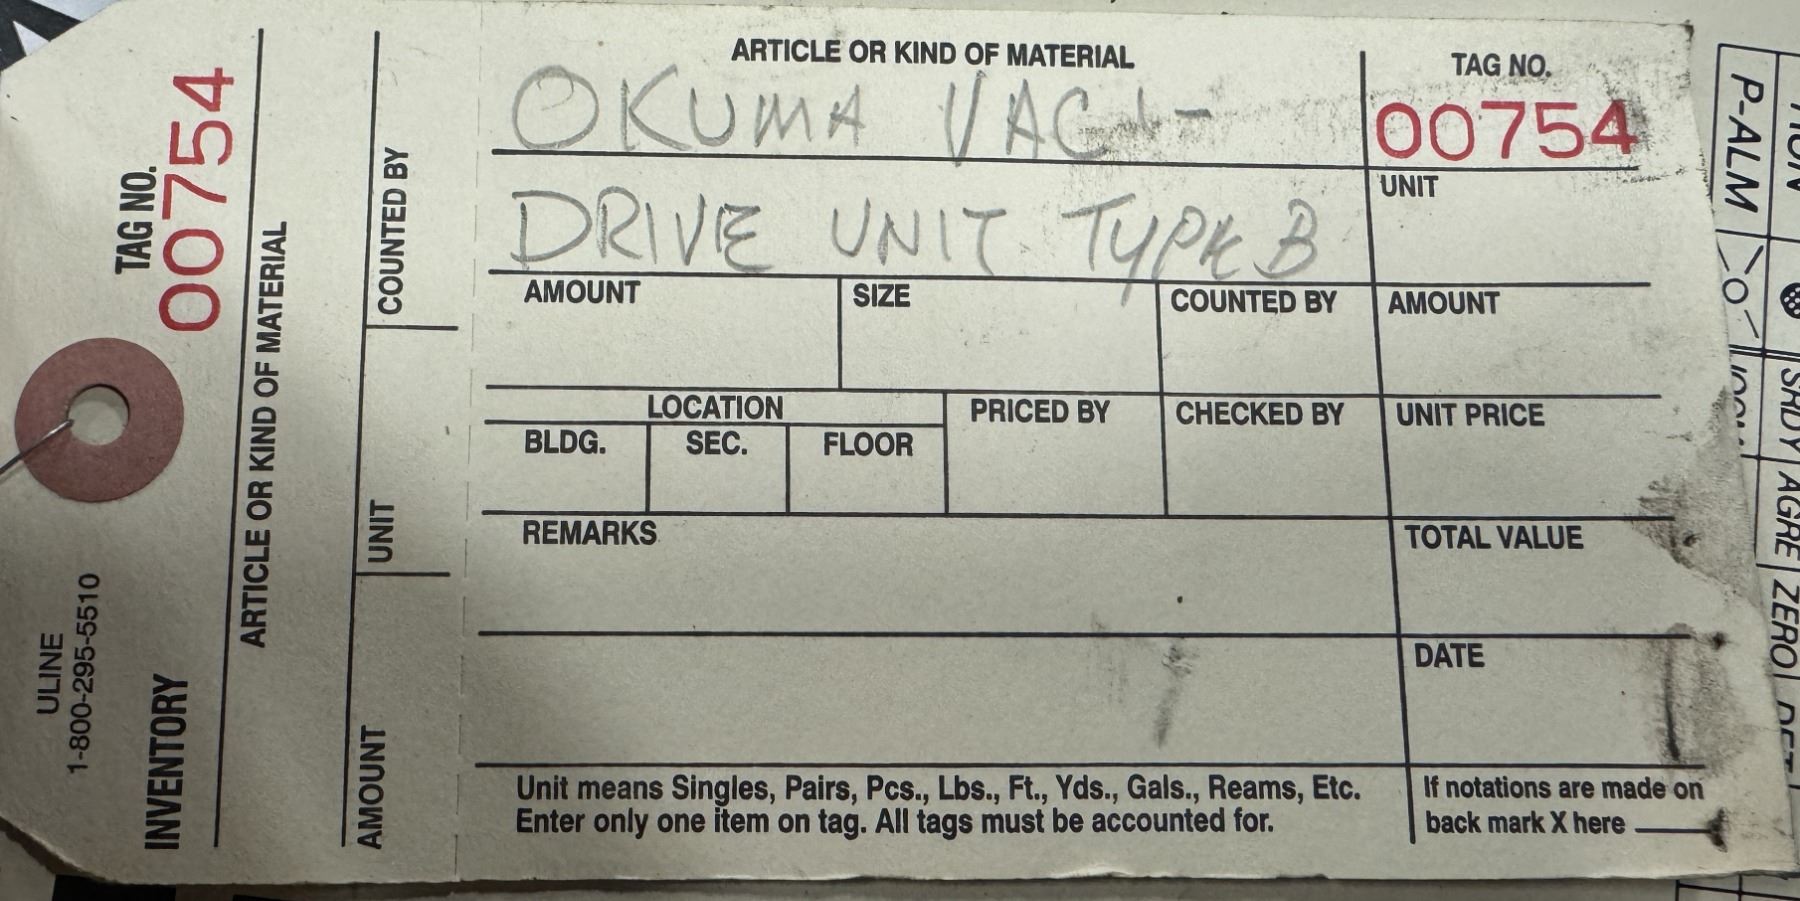 ARTICLE OR KIND OF MATERIAL
OKUMA VAC -
DRIVE UNIT TYPE B
TAG NO.
00754
UNIT
AMOUNT
SIZE
COUNTED BY
AMOUNT
LOCATION
BLDG.
SEC.
FLOOR
PRICED BY
CHECKED BY
UNIT PRICE
REMARKS
TOTAL VALUE
DATE
Unit means Singles, Pairs, Pcs., Lbs., Ft., Yds., Gals., Reams, Etc.
Enter only one item on tag. All tags must be accounted for.
If notations are made on
back mark X here
ULINE
1-800-295-5510
INVENTORY
TAG NO.
00754
ARTICLE OR KIND OF MATERIAL
AMOUNT
UNIT
COUNTED BY
P-ALM
SRDY
AGRE
ZERO